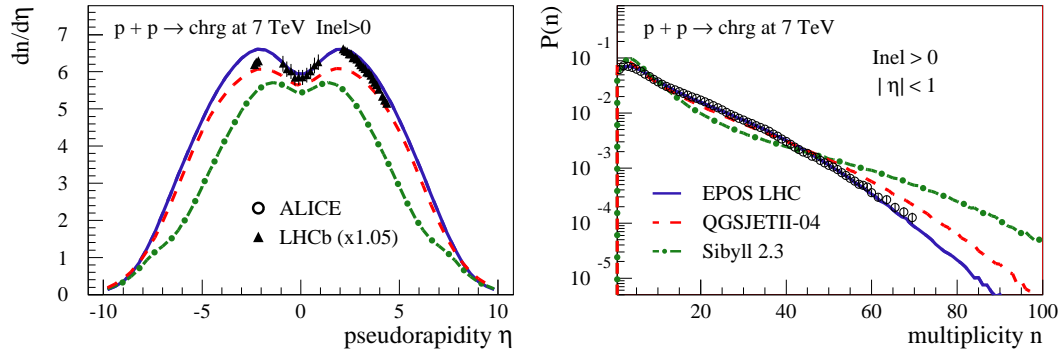 dn/dη
p + p → chrg at 7 TeV Inel>0
7
6
5
4
3
2
1
0
ALICE
LHCb (x1.05)
-10 -5 0 5 10
pseudorapidity η
P(n)
p + p → chrg at 7 TeV
Inel > 0
| η| < 1
10⁻¹
10⁻²
10⁻³
10⁻⁴
10⁻⁵
EPOS LHC
QGSJETII-04
Sibyll 2.3
20 40 60 80 100
multiplicity n